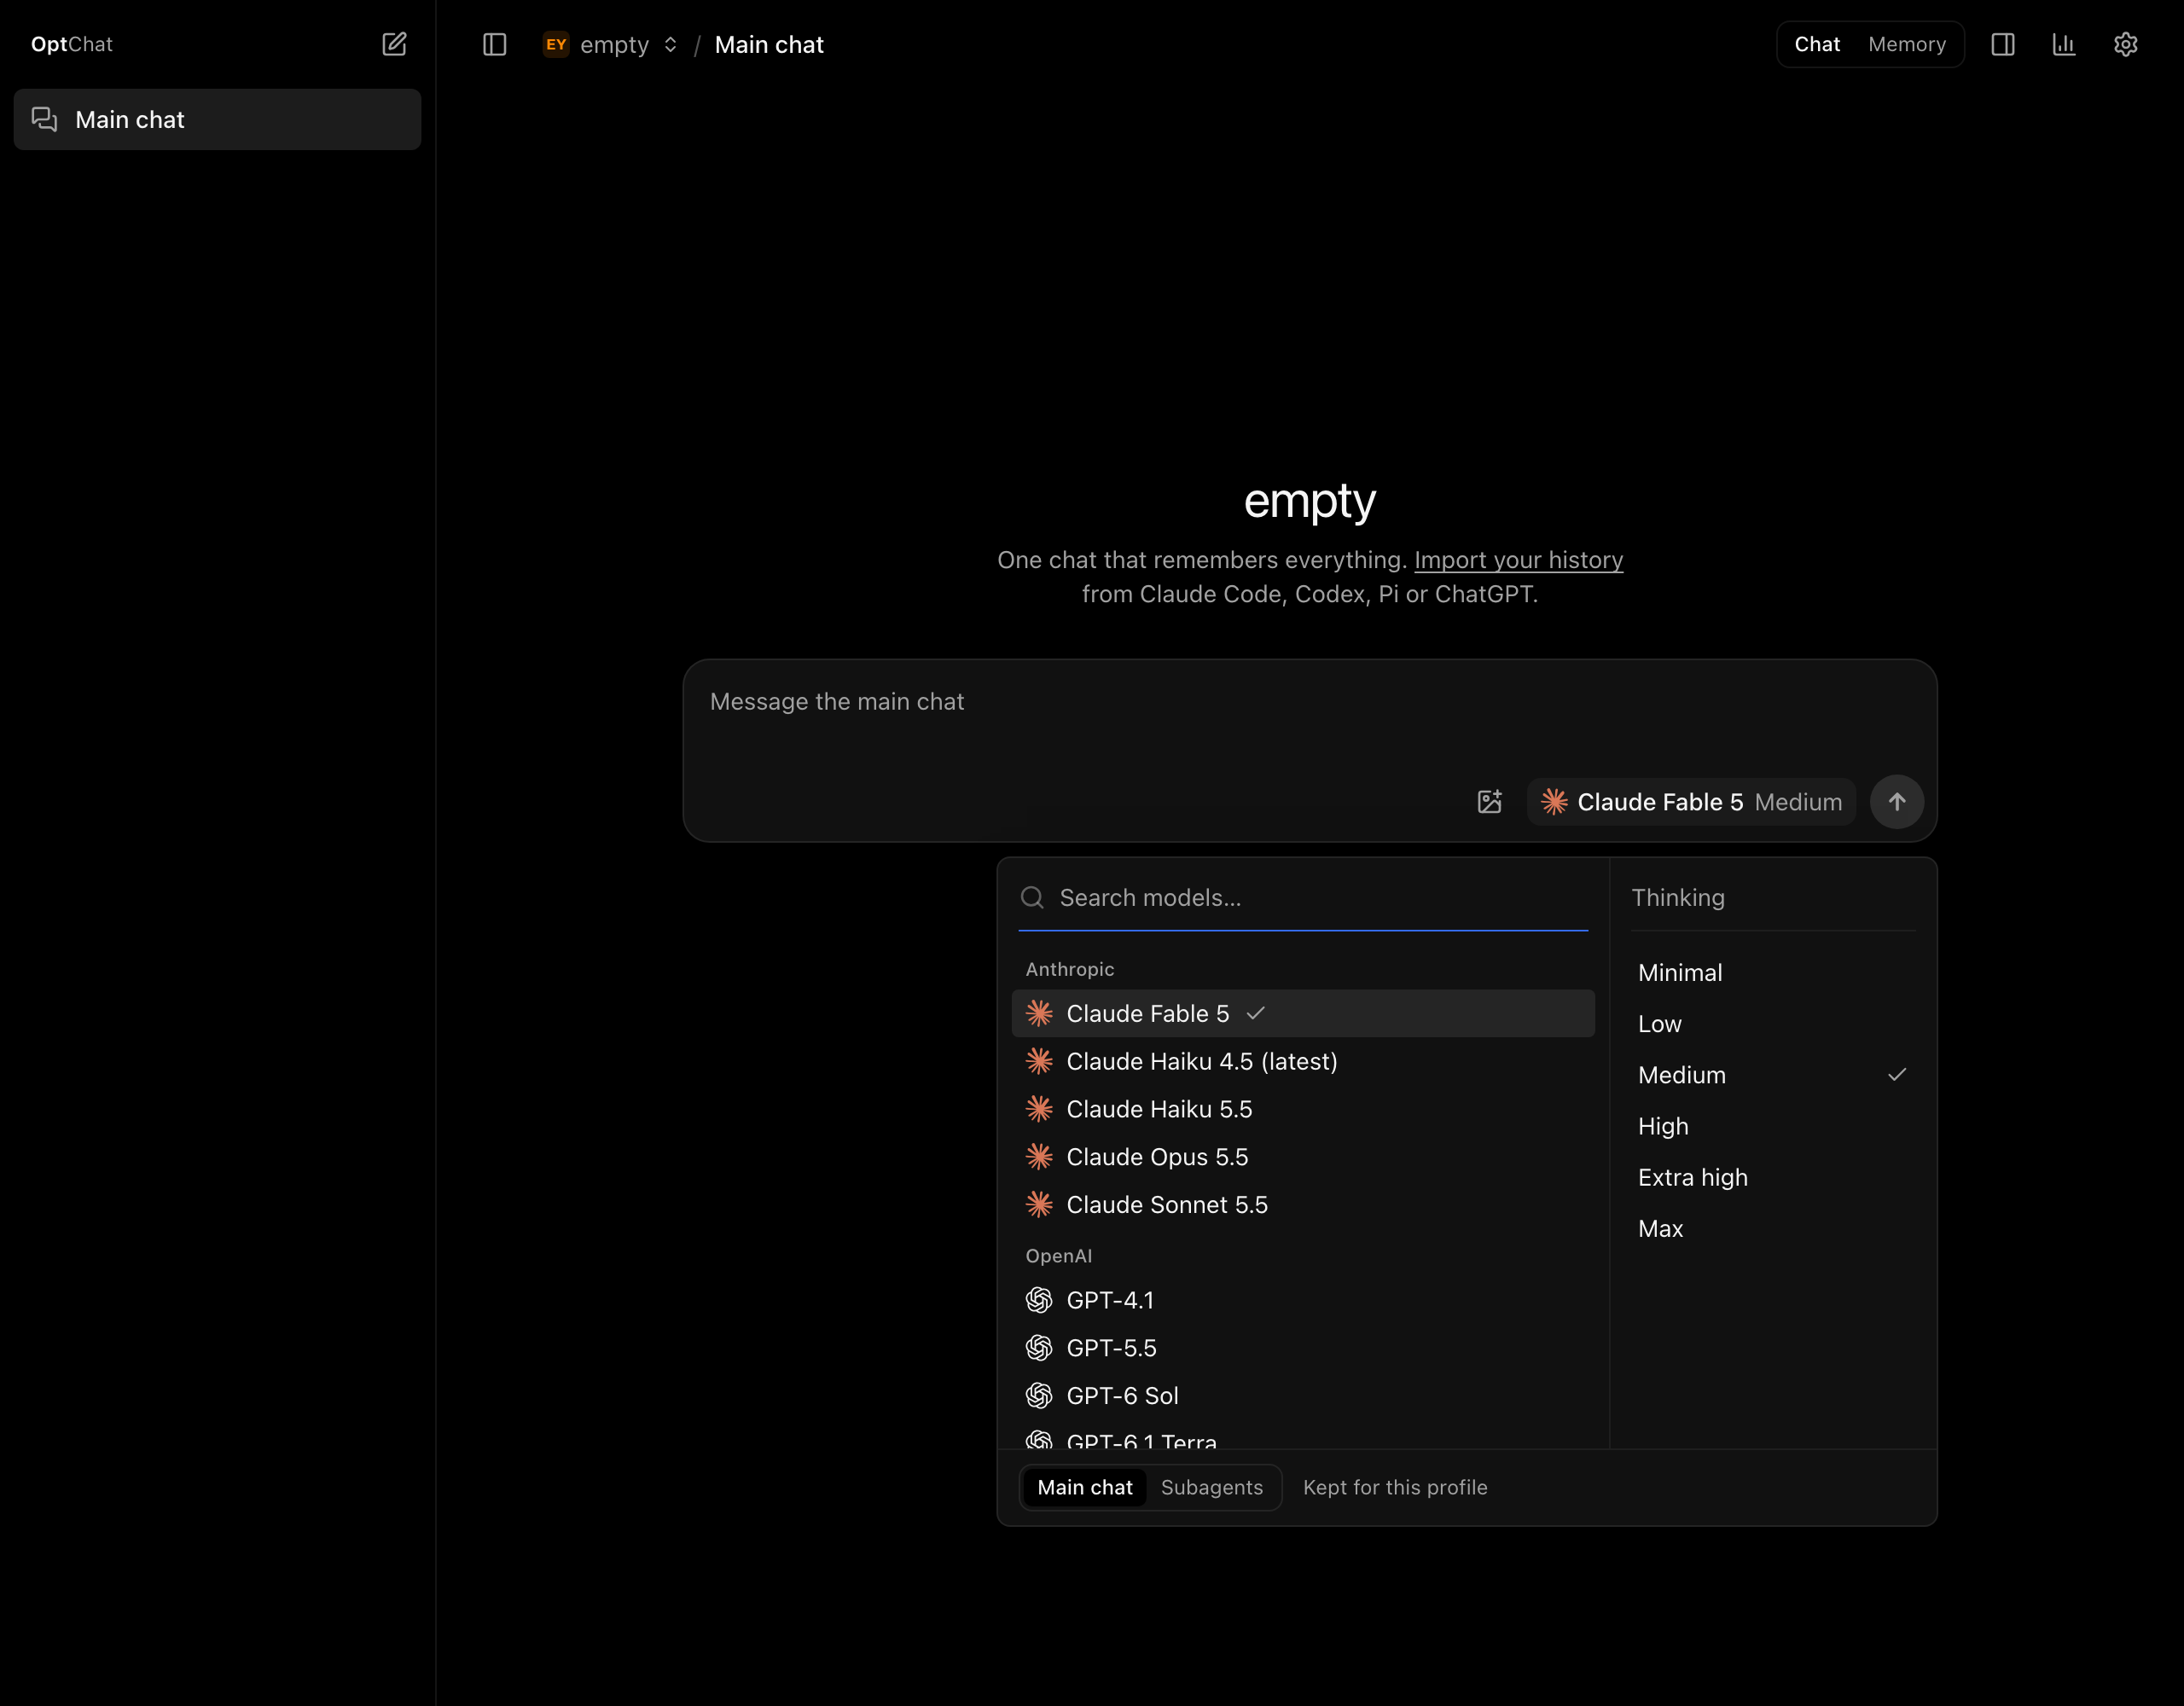 OptChat
EY empty / Main chat
Chat Memory
Main chat
empty
One chat that remembers everything. Import your history
from Claude Code, Codex, Pi or ChatGPT.
Message the main chat
Claude Fable 5 Medium
Search models...
Anthropic
Claude Fable 5
Claude Haiku 4.5 (latest)
Claude Haiku 5.5
Claude Opus 5.5
Claude Sonnet 5.5
OpenAI
GPT-4.1
GPT-5.5
GPT-6 Sol
GPT-6.1 Terra
Thinking
Minimal
Low
Medium
High
Extra high
Max
Main chat Subagents Kept for this profile